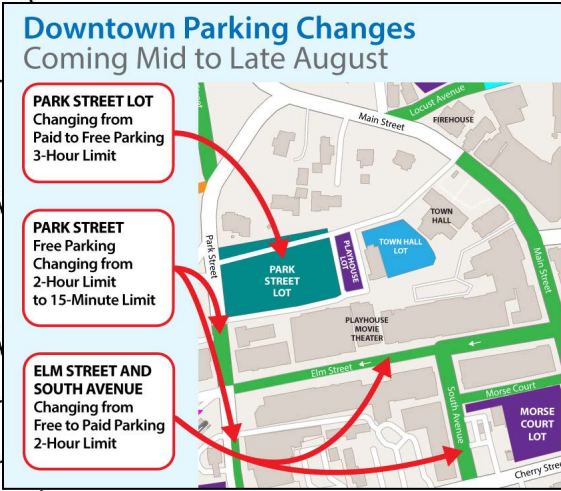 Downtown Parking Changes
Coming Mid to Late August
PARK STREET LOT
Changing from
Paid to Free Parking
3-Hour Limit
PARK STREET
Free Parking
Changing from
2-Hour Limit
to 15-Minute Limit
ELM STREET AND
SOUTH AVENUE
Changing from
Free to Paid Parking
2-Hour Limit
Locust Avenue
Main Street
FIREHOUSE
TOWN
HALL
Park Street
PLAYHOUSE
LOT
TOWN HALL
LOT
Main Street
PARK
STREET
LOT
PLAYHOUSE
MOVIE
THEATER
Elm Street
South Avenue
Morse Court
MORSE
COURT
LOT
Cherry Stree